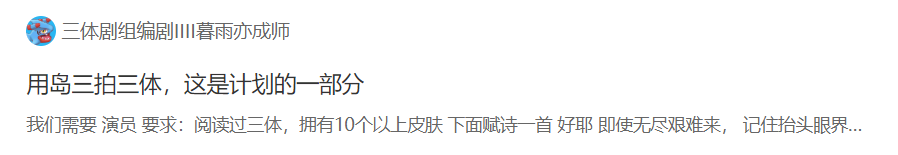 三体剧组编剧IIII暮雨亦成师
用岛三拍三体，这是计划的一部分
我们需要 演员 要求：阅读过三体，拥有10个以上皮肤 下面赋诗一首 好耶 即使无尽艰难来， 记住抬头眼界...